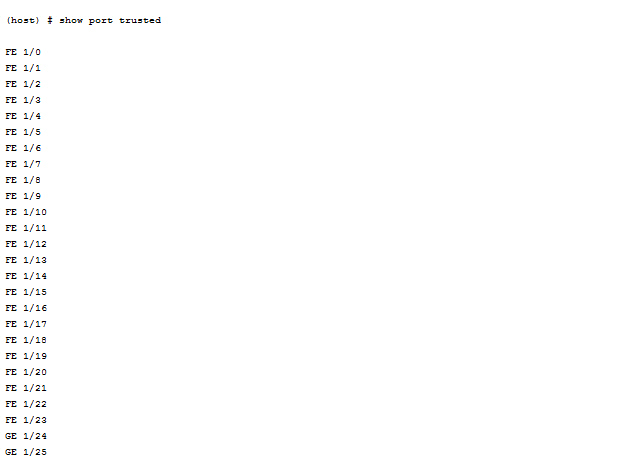 (host) # show port trusted
FE 1/0
FE 1/1
FE 1/2
FE 1/3
FE 1/4
FE 1/5
FE 1/6
FE 1/7
FE 1/8
FE 1/9
FE 1/10
FE 1/11
FE 1/12
FE 1/13
FE 1/14
FE 1/15
FE 1/16
FE 1/17
FE 1/18
FE 1/19
FE 1/20
FE 1/21
FE 1/22
FE 1/23
GE 1/24
GE 1/25